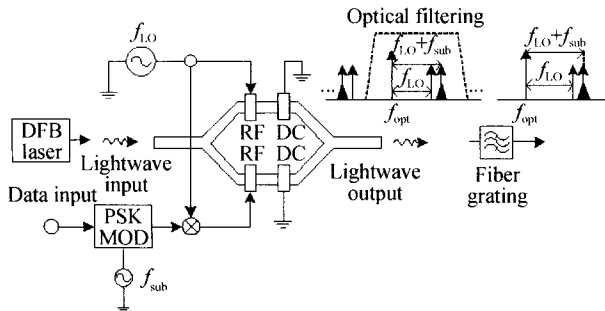 f_LO
Optical filtering
f_LO+f_sub
f_LO
...
...
f_opt
f_LO+f_sub
f_LO
f_opt
DFB
laser
Lightwave
input
RF DC
RF DC
Lightwave
output
Fiber
grating
Data input
PSK
MOD
f_sub